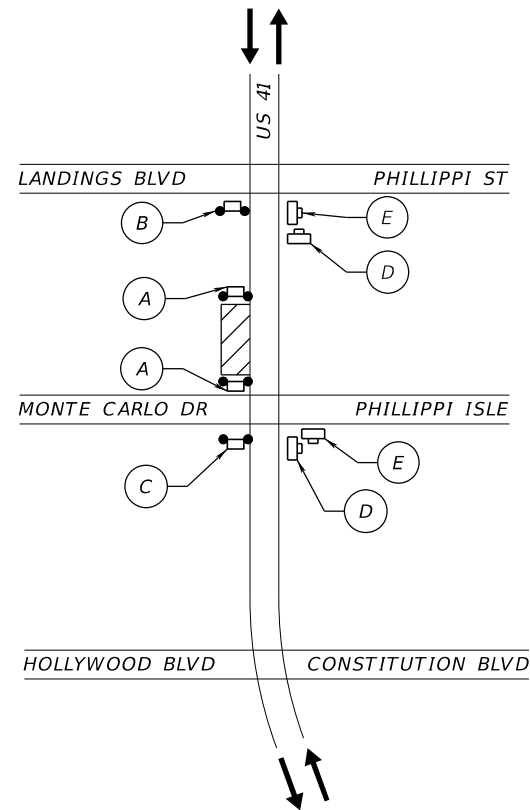 US 41
LANDINGS BLVD
PHILLIPPI ST
B
E
D
A
A
MONTE CARLO DR
PHILLIPPI ISLE
C
E
D
HOLLYWOOD BLVD
CONSTITUTION BLVD